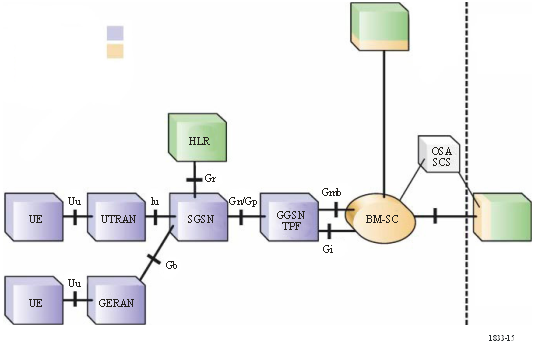 HLR
OSA
SCS
Gr
Uu
Iu
Gn/Gp
Gmb
UE
UTRAN
SGSN
GGSN
TPF
BM-SC
Gi
Gb
Uu
UE
GERAN
1833-15